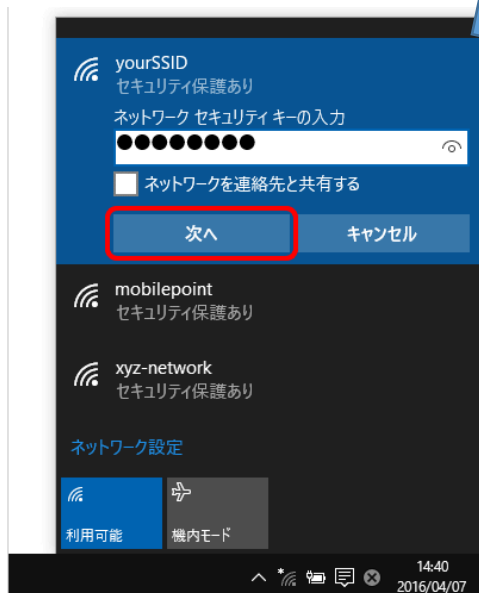 yourSSID
セキュリティ保護あり
ネットワーク セキュリティ キーの入力
●●●●●●●●
ネットワークを連絡先と共有する
次へ キャンセル
mobilepoint
セキュリティ保護あり
xyz-network
セキュリティ保護あり
ネットワーク設定
利用可能 機内モード
14:40
2016/04/07